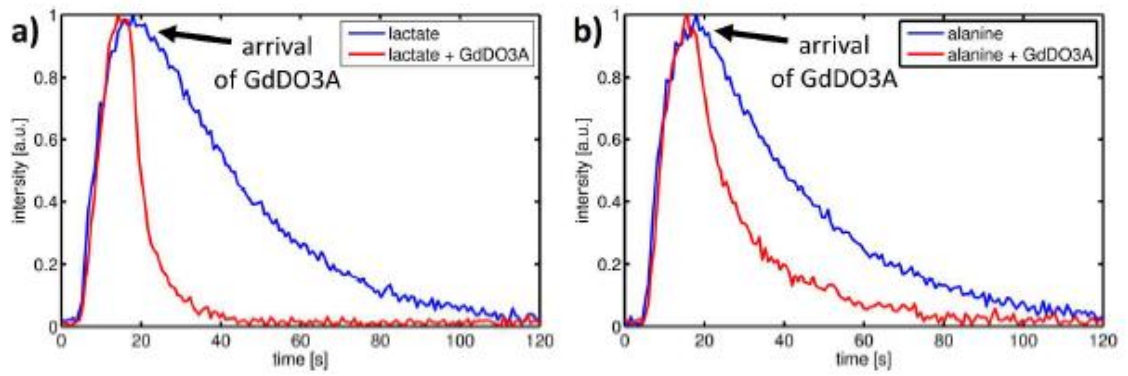 a)
lactate
lactate + GdDO3A
arrival
of GdDO3A
intensity [a.u.]
1
0.8
0.6
0.4
0.2
0
0 20 40 60 80 100 120
time [s]
b)
alanine
alanine + GdDO3A
arrival
of GdDO3A
intensity [a.u.]
1
0.8
0.6
0.4
0.2
0
0 20 40 60 80 100 120
time [s]